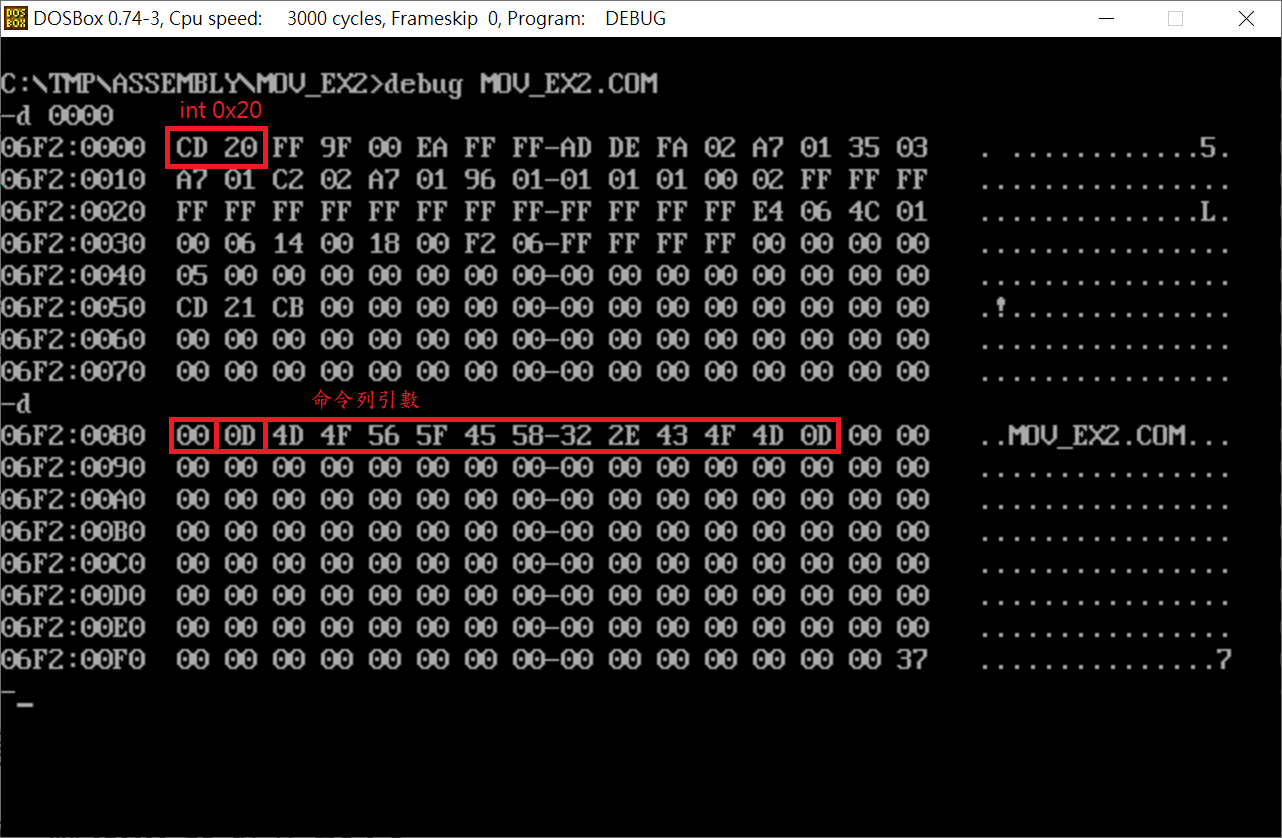 DOS BOX DOSBox 0.74-3, Cpu speed: 3000 cycles, Frameskip 0, Program: DEBUG
C:\TMP\ASSEMBLY\MOV_EX2>debug MOV_EX2.COM
-d 0000
int 0x20
06F2:0000 CD 20 FF 9F 00 EA FF FF-AD DE FA 02 A7 01 35 03 . ............5.
06F2:0010 A7 01 C2 02 A7 01 96 01-01 01 01 00 02 FF FF FF ................
06F2:0020 FF FF FF FF FF FF FF FF-FF FF FF FF E4 06 4C 01 ..............L.
06F2:0030 00 06 14 00 18 00 F2 06-FF FF FF FF 00 00 00 00 ................
06F2:0040 05 00 00 00 00 00 00 00-00 00 00 00 00 00 00 00 ................
06F2:0050 CD 21 CB 00 00 00 00 00-00 00 00 00 00 00 00 00 .!..............
06F2:0060 00 00 00 00 00 00 00 00-00 00 00 00 00 00 00 00 ................
06F2:0070 00 00 00 00 00 00 00 00-00 00 00 00 00 00 00 00 ................
-d
命令列引數
06F2:0080 00 0D 4D 4F 56 5F 45 58-32 2E 43 4F 4D 0D 00 00 ..MOV_EX2.COM...
06F2:0090 00 00 00 00 00 00 00 00-00 00 00 00 00 00 00 00 ................
06F2:00A0 00 00 00 00 00 00 00 00-00 00 00 00 00 00 00 00 ................
06F2:00B0 00 00 00 00 00 00 00 00-00 00 00 00 00 00 00 00 ................
06F2:00C0 00 00 00 00 00 00 00 00-00 00 00 00 00 00 00 00 ................
06F2:00D0 00 00 00 00 00 00 00 00-00 00 00 00 00 00 00 00 ................
06F2:00E0 00 00 00 00 00 00 00 00-00 00 00 00 00 00 00 00 ................
06F2:00F0 00 00 00 00 00 00 00 00-00 00 00 00 00 00 00 37 ...............7
-_